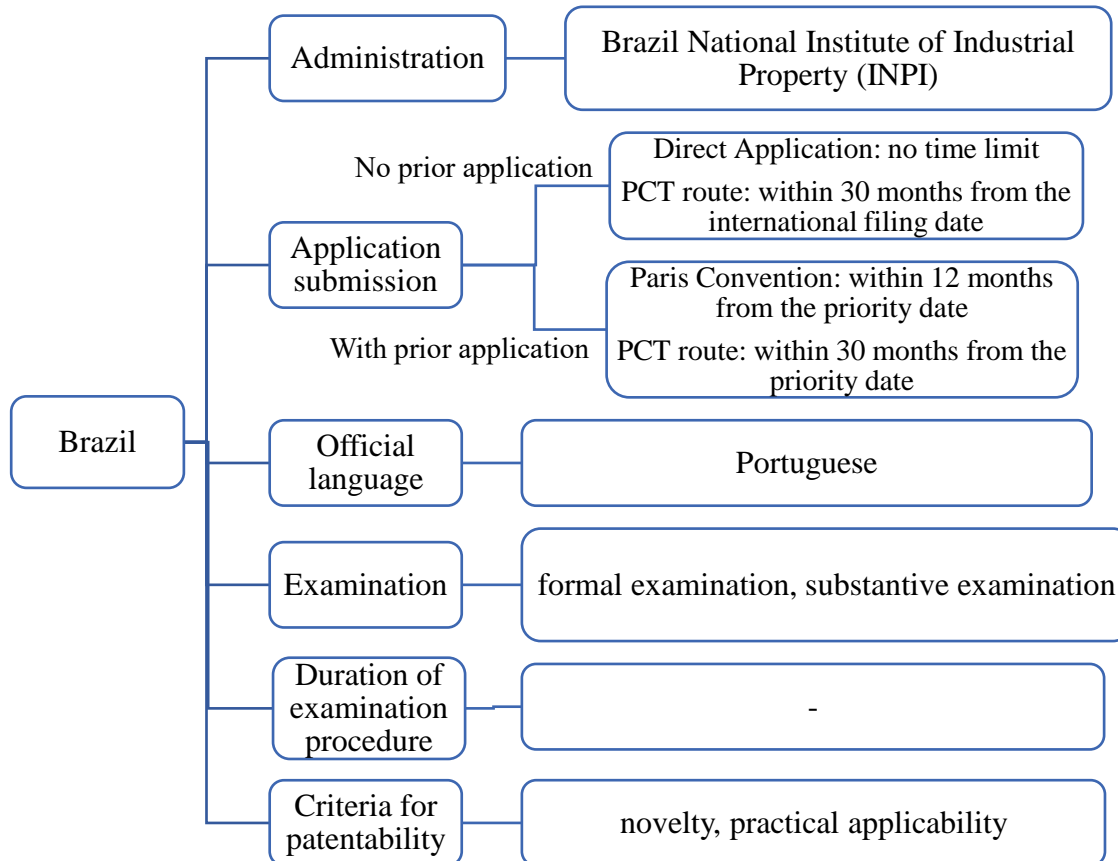 Administration
Brazil National Institute of Industrial
Property (INPI)
No prior application
Direct Application: no time limit
PCT route: within 30 months from the
international filing date
Application
submission
With prior application
Paris Convention: within 12 months
from the priority date
PCT route: within 30 months from the
priority date
Brazil
Official
language
Portuguese
Examination
formal examination, substantive examination
Duration of
examination
procedure
-
Criteria for
patentability
novelty, practical applicability